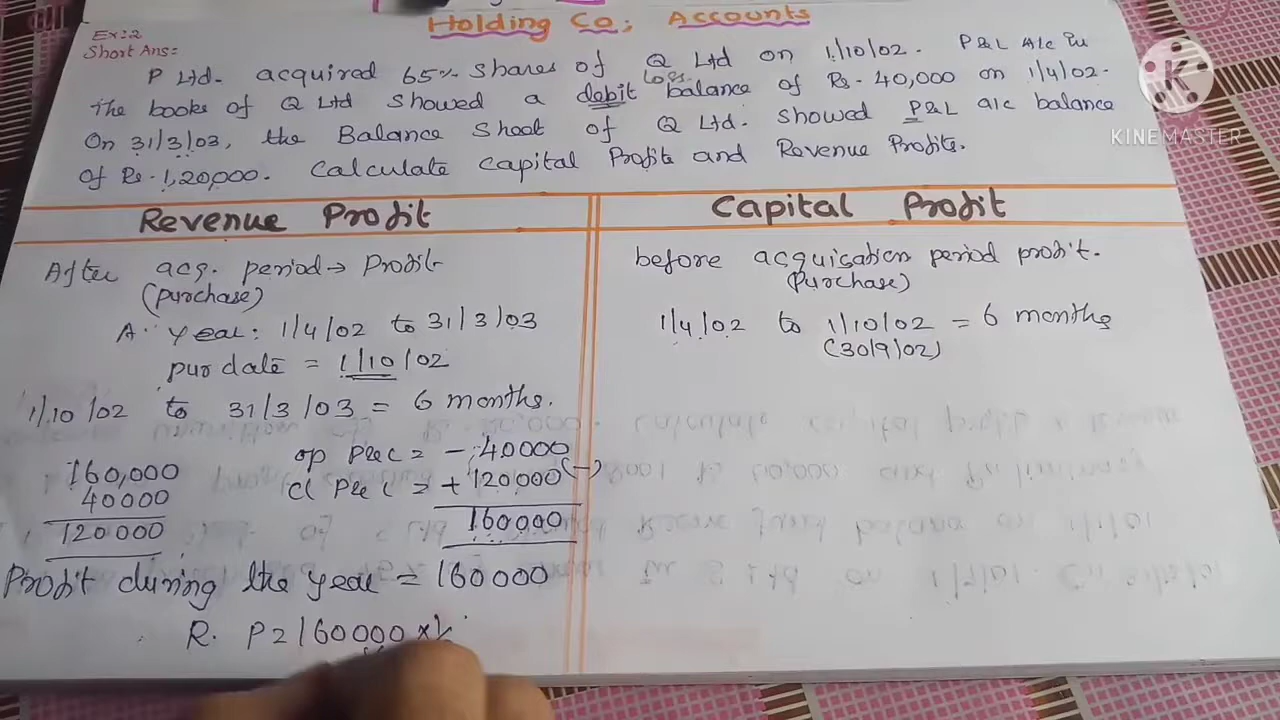 Holding Co; Accounts
Ex:2
Short Ans:
P Ltd. acquired 65% shares of Q Ltd on 1/10/02. P&L A/c in
loss
the books of Q Ltd showed a debit balance of Rs. 40,000 on 1/4/02.
On 31/3/03, the Balance Sheet of Q Ltd. showed P&L a/c balance
of Rs. 1,20,000. Calculate Capital Profit and Revenue Profits.
KINEMASTER
Revenue Profit
After acq. period → Profit
(purchase)
A. Year: 1/4/02 to 31/3/03
pur date = 1/10/02
1/10/02 to 31/3/03 = 6 months.
op P&L = - 40000
cl P&L = + 120000 (-)
160000
160,000
40000
120000
Profit during the year = 160000
R. P = 160000 ×
Capital Profit
before acquisation period profit.
(purchase)
1/4/02 to 1/10/02 = 6 months
(30/9/02)